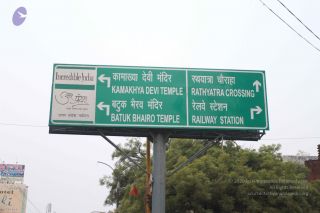 Incredible India
कामाख्या देवी मंदिर
KAMAKHYA DEVI TEMPLE
बटुक भैरव मंदिर
BATUK BHAIRO TEMPLE
रथयात्रा चौराहा
RATHYATRA CROSSING
रेलवे स्टेशन
RAILWAY STATION